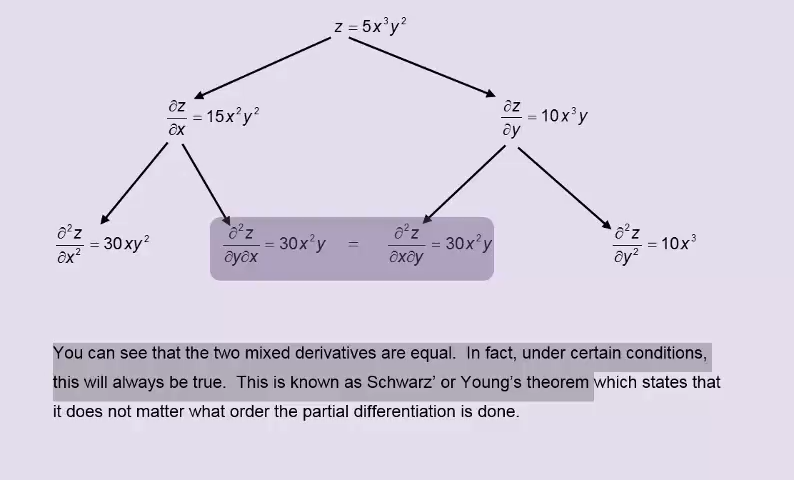 z = 5x³y²
∂z/∂x = 15x²y² ∂z/∂y = 10x³y
∂²z/∂x² = 30xy² ∂²z/∂y∂x = 30x²y = ∂²z/∂x∂y = 30x²y ∂²z/∂y² = 10x³
You can see that the two mixed derivatives are equal. In fact, under certain conditions,
this will always be true. This is known as Schwarz' or Young's theorem which states that
it does not matter what order the partial differentiation is done.